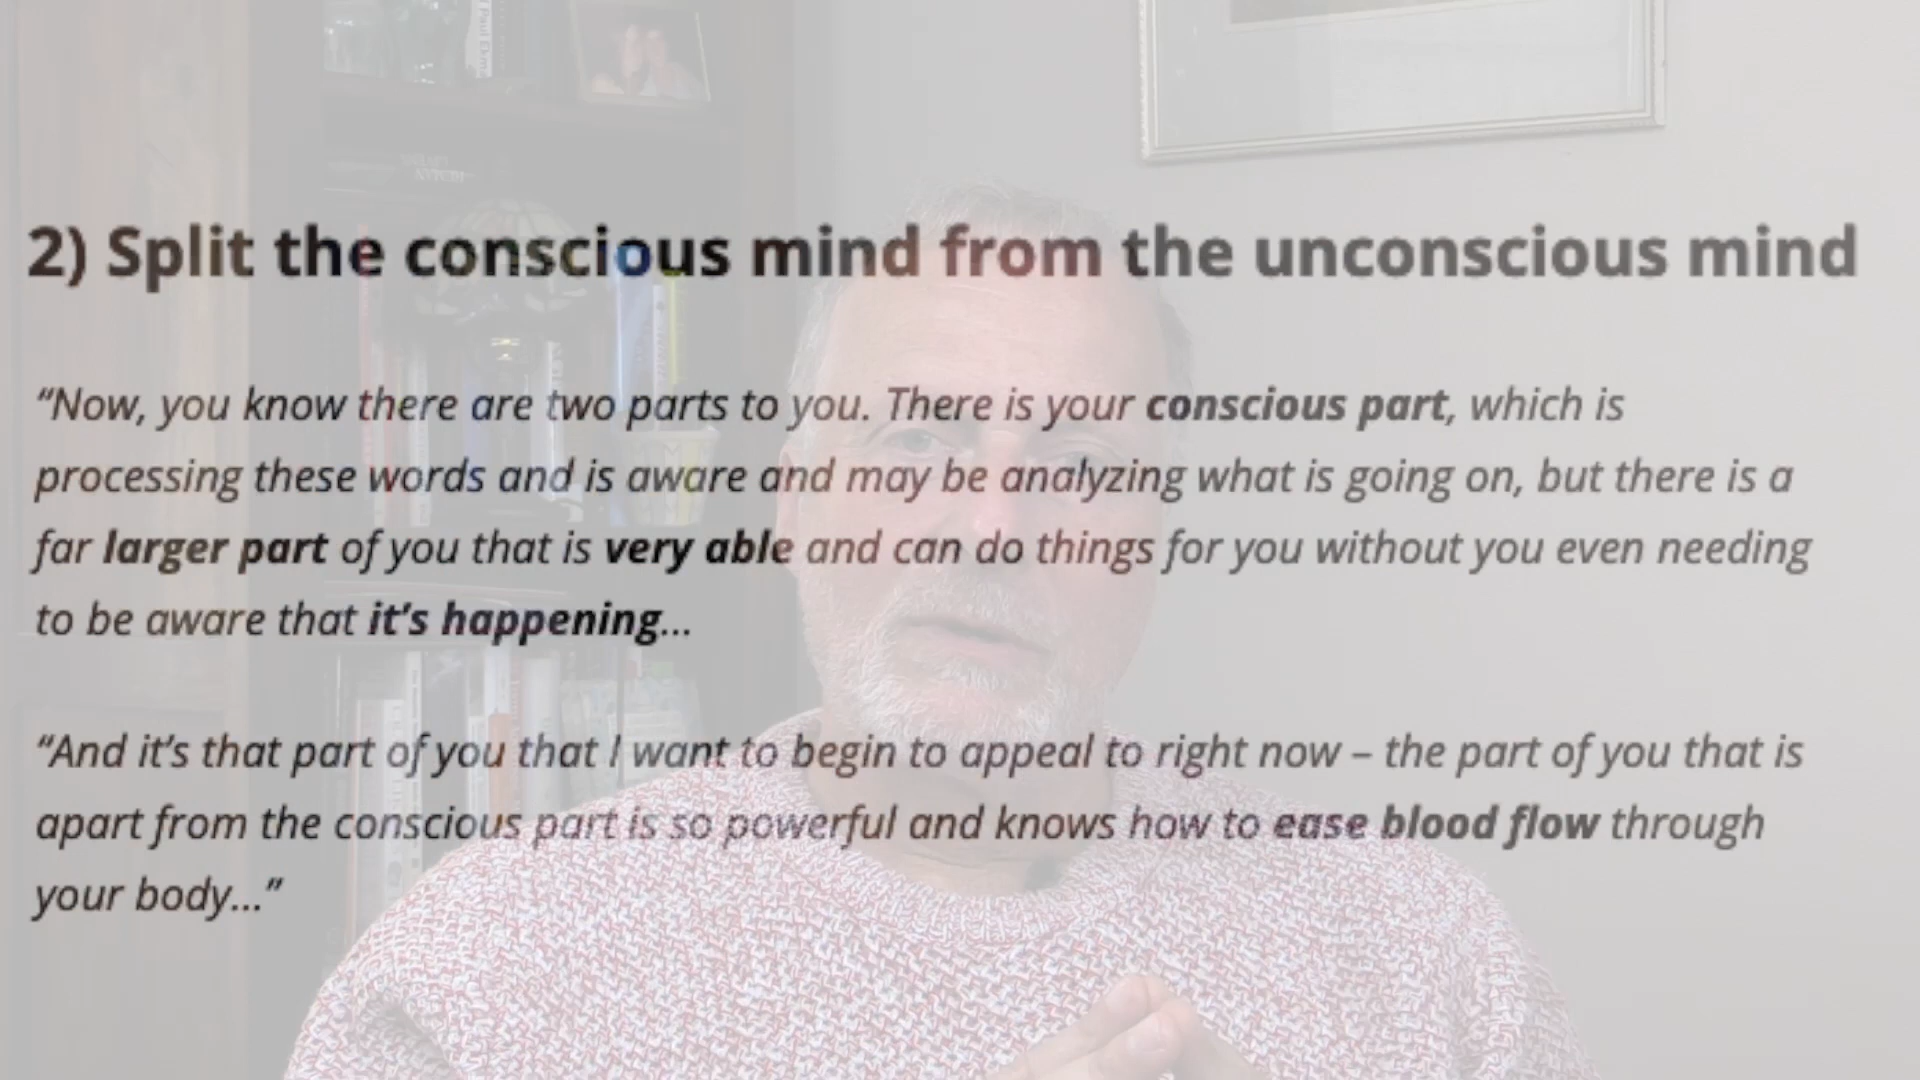 Paul Ekman
2) Split the conscious mind from the unconscious mind
“Now, you know there are two parts to you. There is your conscious part, which is
processing these words and is aware and may be analyzing what is going on, but there is a
far larger part of you that is very able and can do things for you without you even needing
to be aware that it’s happening...
“And it’s that part of you that I want to begin to appeal to right now – the part of you that is
apart from the conscious part is so powerful and knows how to ease blood flow through
your body...”